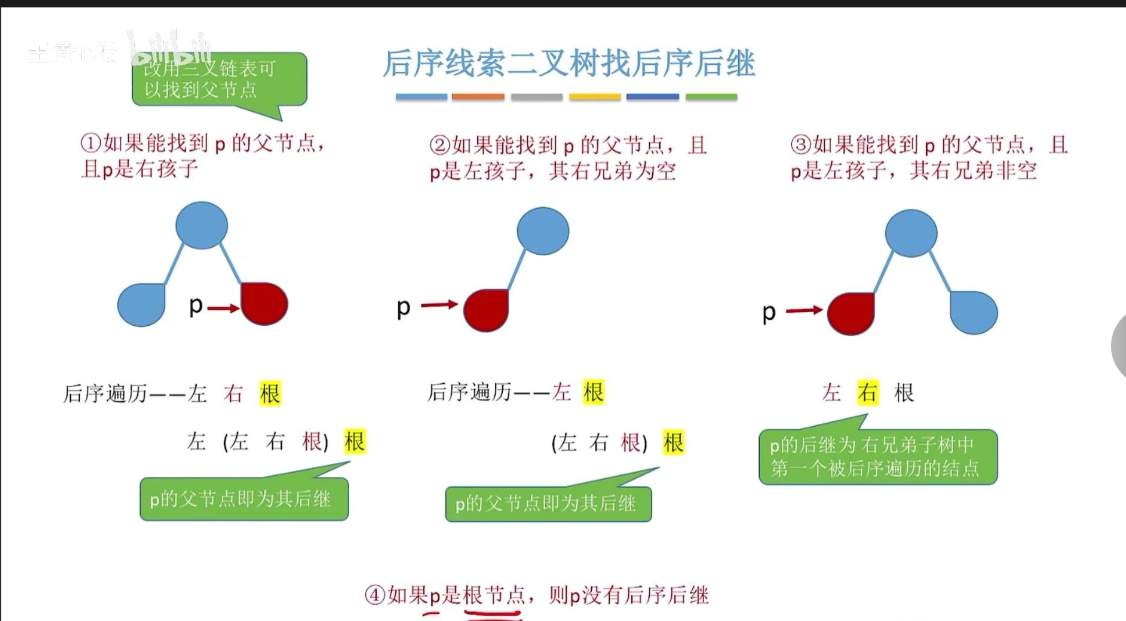 bilibili
改用三叉链表可
以找到父节点
后序线索二叉树找后序后继
①如果能找到 p 的父节点，
且p是右孩子
②如果能找到 p 的父节点，且
p是左孩子，其右兄弟为空
③如果能找到 p 的父节点，且
p是左孩子，其右兄弟非空
p
p
p
后序遍历——左 右 根
左 (左 右 根) 根
p的父节点即为其后继
后序遍历——左 根
(左 右 根) 根
p的父节点即为其后继
左 右 根
p的后继为 右兄弟子树中
第一个被后序遍历的结点
④如果p是根节点，则p没有后序后继